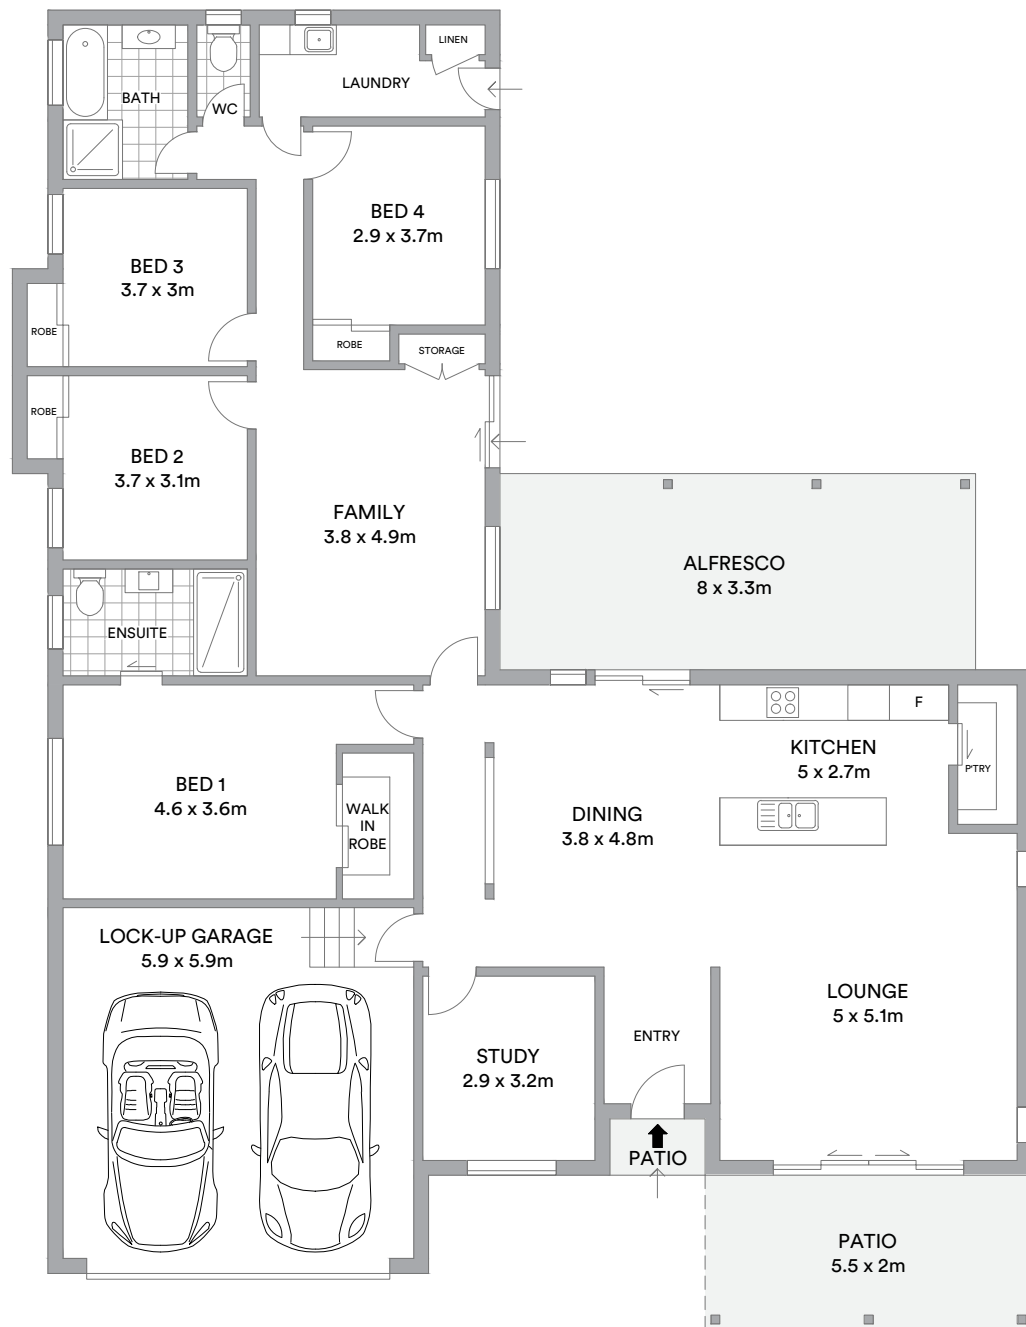 LINEN
LAUNDRY
BATH
WC
BED 4
2.9 x 3.7m
BED 3
3.7 x 3m
ROBE
ROBE
STORAGE
ROBE
BED 2
3.7 x 3.1m
FAMILY
3.8 x 4.9m
ALFRESCO
8 x 3.3m
ENSUITE
F
KITCHEN
5 x 2.7m
P'TRY
BED 1
4.6 x 3.6m
WALK
IN
ROBE
DINING
3.8 x 4.8m
LOCK-UP GARAGE
5.9 x 5.9m
LOUNGE
5 x 5.1m
ENTRY
STUDY
2.9 x 3.2m
PATIO
PATIO
5.5 x 2m